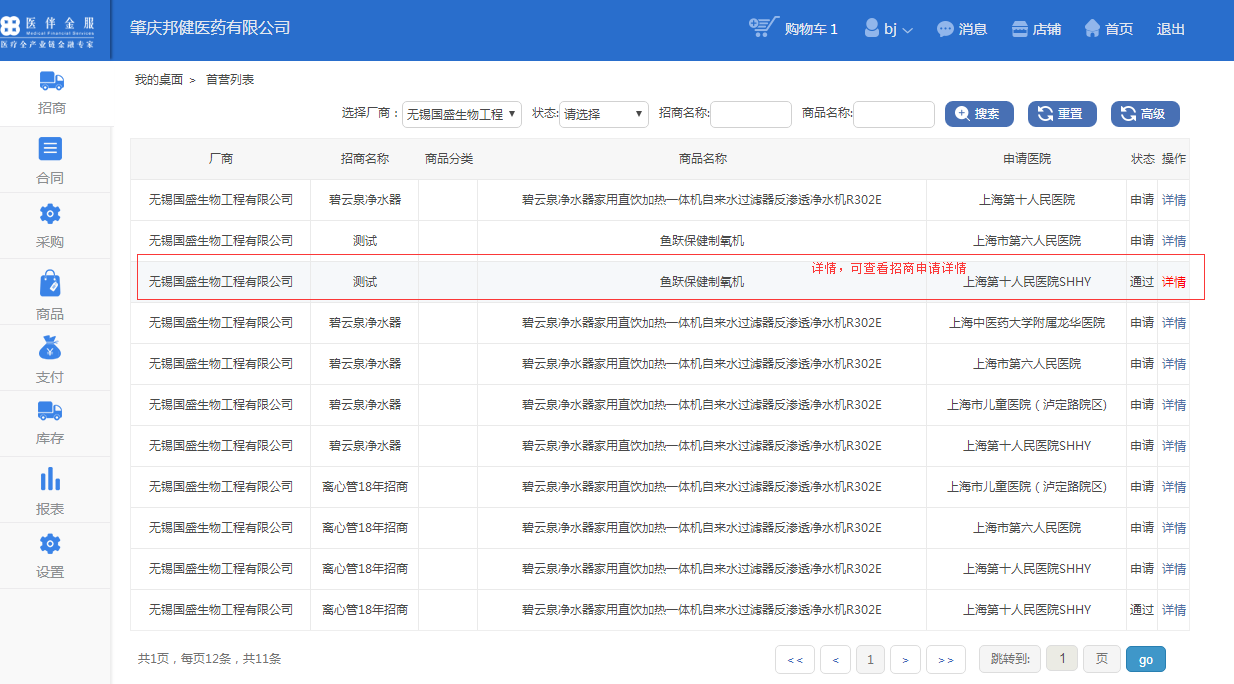 医伴金服
Medical Financial Services
医疗全产业链金融专家
肇庆邦健医药有限公司
购物车 1
bj
消息
店铺
首页
退出
招商
合同
采购
商品
支付
库存
报表
设置
我的桌面 > 首营列表
选择厂商： 无锡国盛生物工程 状态: 请选择 招商名称: 商品名称: 搜索 重置 高级
厂商 招商名称 商品分类 商品名称 申请医院 状态 操作
无锡国盛生物工程有限公司 碧云泉净水器 碧云泉净水器家用直饮加热一体机自来水过滤器反渗透净水机R302E 上海第十人民医院 申请 详情
无锡国盛生物工程有限公司 测试 鱼跃保健制氧机 上海市第六人民医院 申请 详情
详情，可查看招商申请详情
无锡国盛生物工程有限公司 测试 鱼跃保健制氧机 上海第十人民医院SHHY 通过 详情
无锡国盛生物工程有限公司 碧云泉净水器 碧云泉净水器家用直饮加热一体机自来水过滤器反渗透净水机R302E 上海中医药大学附属龙华医院 申请 详情
无锡国盛生物工程有限公司 碧云泉净水器 碧云泉净水器家用直饮加热一体机自来水过滤器反渗透净水机R302E 上海市第六人民医院 申请 详情
无锡国盛生物工程有限公司 碧云泉净水器 碧云泉净水器家用直饮加热一体机自来水过滤器反渗透净水机R302E 上海市儿童医院（泸定路院区) 申请 详情
无锡国盛生物工程有限公司 碧云泉净水器 碧云泉净水器家用直饮加热一体机自来水过滤器反渗透净水机R302E 上海第十人民医院SHHY 申请 详情
无锡国盛生物工程有限公司 离心管18年招商 碧云泉净水器家用直饮加热一体机自来水过滤器反渗透净水机R302E 上海市儿童医院（泸定路院区) 申请 详情
无锡国盛生物工程有限公司 离心管18年招商 碧云泉净水器家用直饮加热一体机自来水过滤器反渗透净水机R302E 上海市第六人民医院 申请 详情
无锡国盛生物工程有限公司 离心管18年招商 碧云泉净水器家用直饮加热一体机自来水过滤器反渗透净水机R302E 上海第十人民医院SHHY 申请 详情
无锡国盛生物工程有限公司 离心管18年招商 碧云泉净水器家用直饮加热一体机自来水过滤器反渗透净水机R302E 上海第十人民医院SHHY 通过 详情
共1页，每页12条，共11条 << < 1 > >> 跳转到: 1 页 go